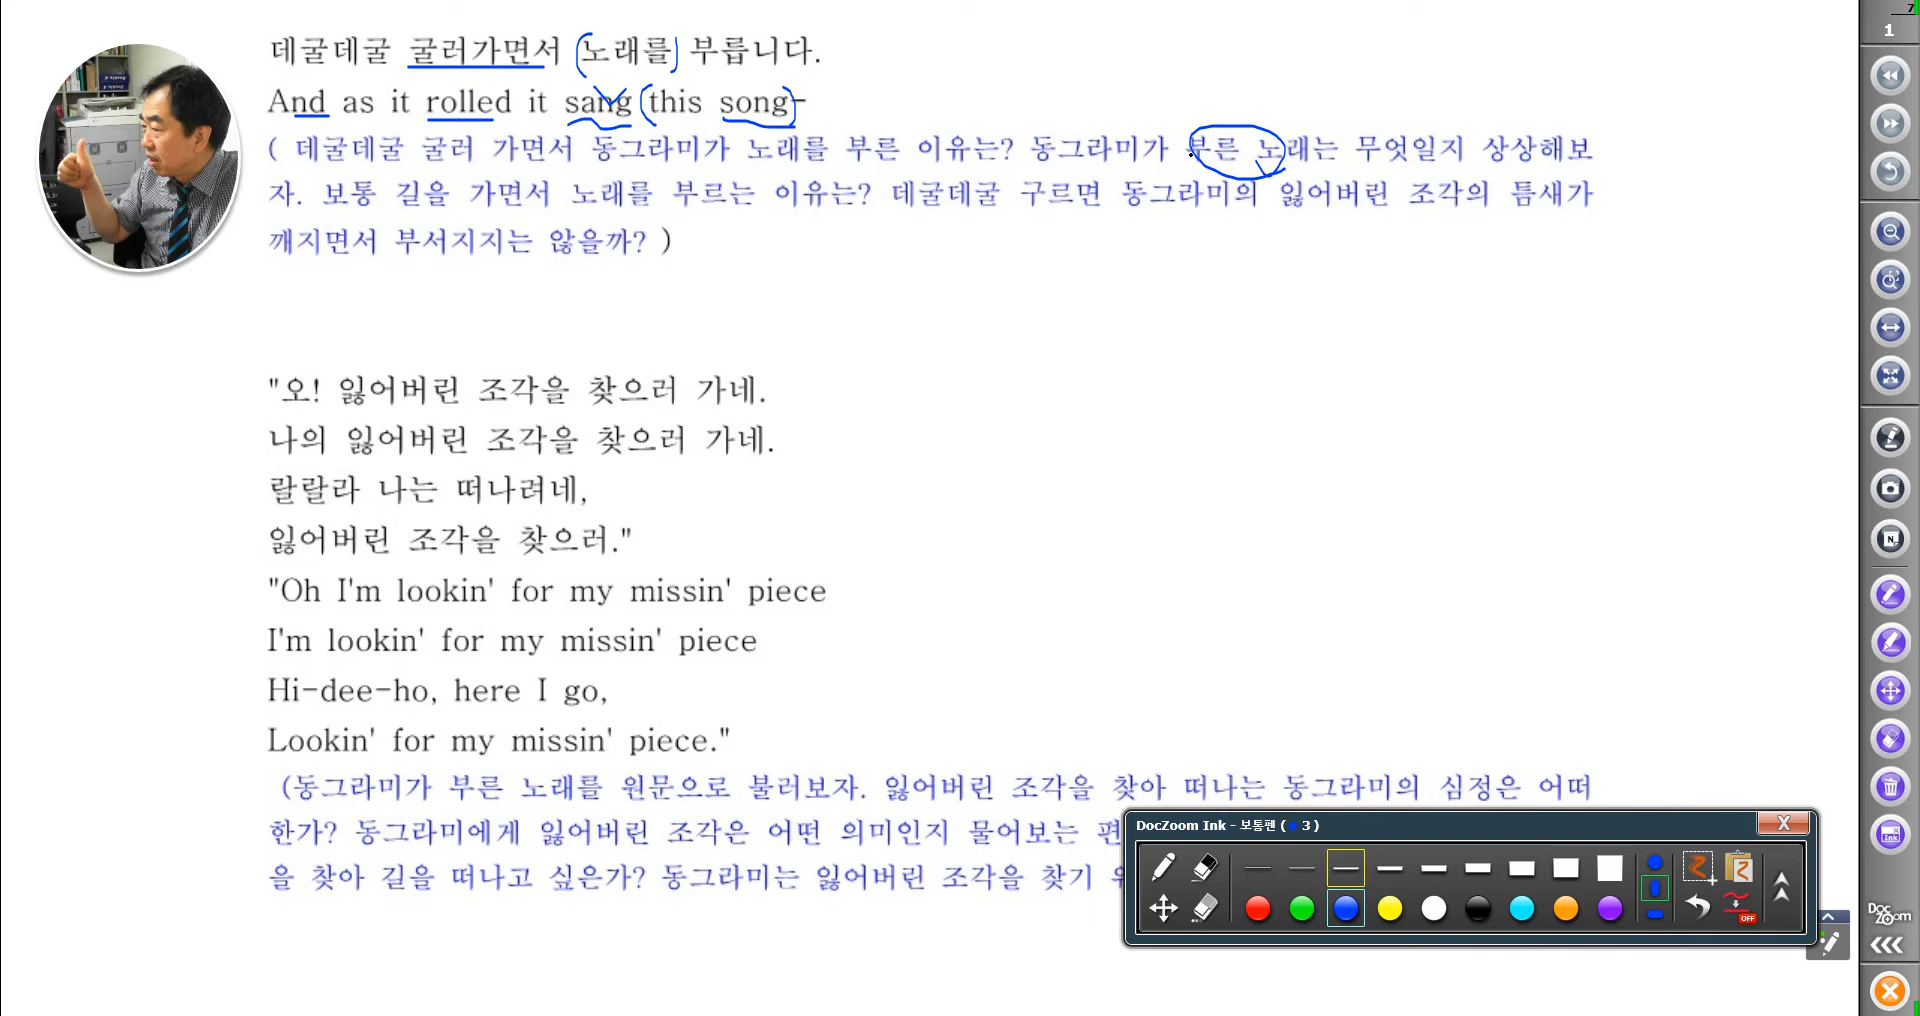 데굴데굴 굴러가면서 노래를 부릅니다.
And as it rolled it sang this song-
( 데굴데굴 굴러 가면서 동그라미가 노래를 부른 이유는? 동그라미가 부른 노래는 무엇일지 상상해보
자. 보통 길을 가면서 노래를 부르는 이유는? 데굴데굴 구르면 동그라미의 잃어버린 조각의 틈새가
깨지면서 부서지지는 않을까? )
"오! 잃어버린 조각을 찾으러 가네.
나의 잃어버린 조각을 찾으러 가네.
랄랄라 나는 떠나려네,
잃어버린 조각을 찾으러."
"Oh I'm lookin' for my missin' piece
I'm lookin' for my missin' piece
Hi-dee-ho, here I go,
Lookin' for my missin' piece."
(동그라미가 부른 노래를 원문으로 불러보자. 잃어버린 조각을 찾아 떠나는 동그라미의 심정은 어떠
한가? 동그라미에게 잃어버린 조각은 어떤 의미인지 물어보는 편
을 찾아 길을 떠나고 싶은가? 동그라미는 잃어버린 조각을 찾기
DocZoom Ink - 보통펜 ( 3 )
OFF
7
1
N
Ink
Doc
Zoom